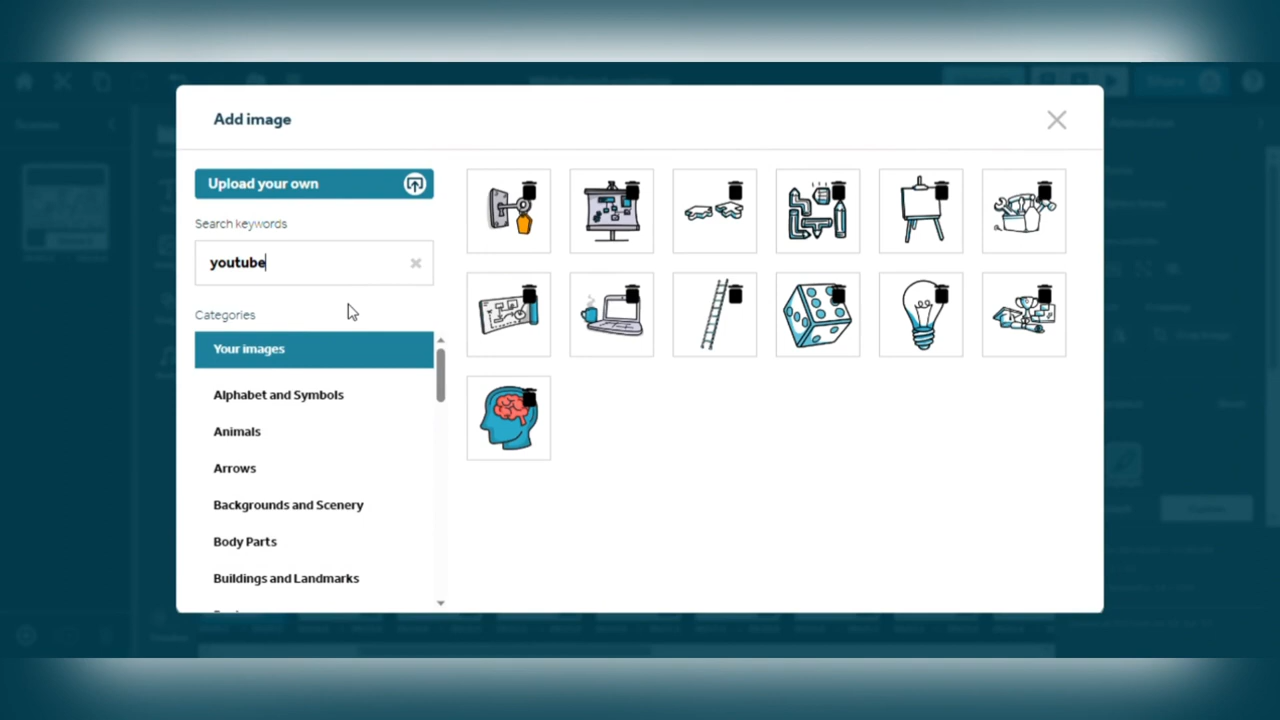 Add image
Upload your own
Search keywords
youtube
Categories
Your images
Alphabet and Symbols
Animals
Arrows
Backgrounds and Scenery
Body Parts
Buildings and Landmarks